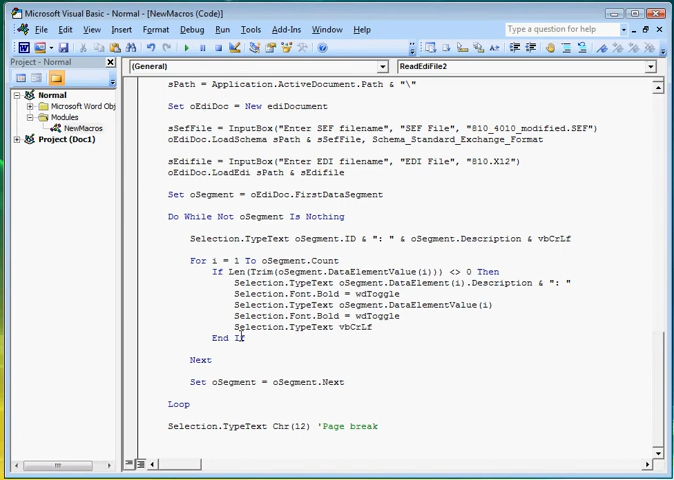 Microsoft Visual Basic - Normal - [NewMacros (Code)]
File Edit View Insert Format Debug Run Tools Add-Ins Window Help
Type a question for help
Project - Normal
(General) ReadEdiFile2
Normal
Microsoft Word Obj
Modules
NewMacros
Project (Doc1)
sPath = Application.ActiveDocument.Path & "\"
Set oEdiDoc = New ediDocument
sSefFile = InputBox("Enter SEF filename", "SEF File", "810_4010_modified.SEF")
oEdiDoc.LoadSchema sPath & sSefFile, Schema_Standard_Exchange_Format
sEdifile = InputBox("Enter EDI filename", "EDI File", "810.X12")
oEdiDoc.LoadEdi sPath & sEdifile
Set oSegment = oEdiDoc.FirstDataSegment
Do While Not oSegment Is Nothing
Selection.TypeText oSegment.ID & ": " & oSegment.Description & vbCrLf
For i = 1 To oSegment.Count
If Len(Trim(oSegment.DataElementValue(i))) <> 0 Then
Selection.TypeText oSegment.DataElement(i).Description & ": "
Selection.Font.Bold = wdToggle
Selection.TypeText oSegment.DataElementValue(i)
Selection.Font.Bold = wdToggle
Selection.TypeText vbCrLf
End If
Next
Set oSegment = oSegment.Next
Loop
Selection.TypeText Chr(12) 'Page break